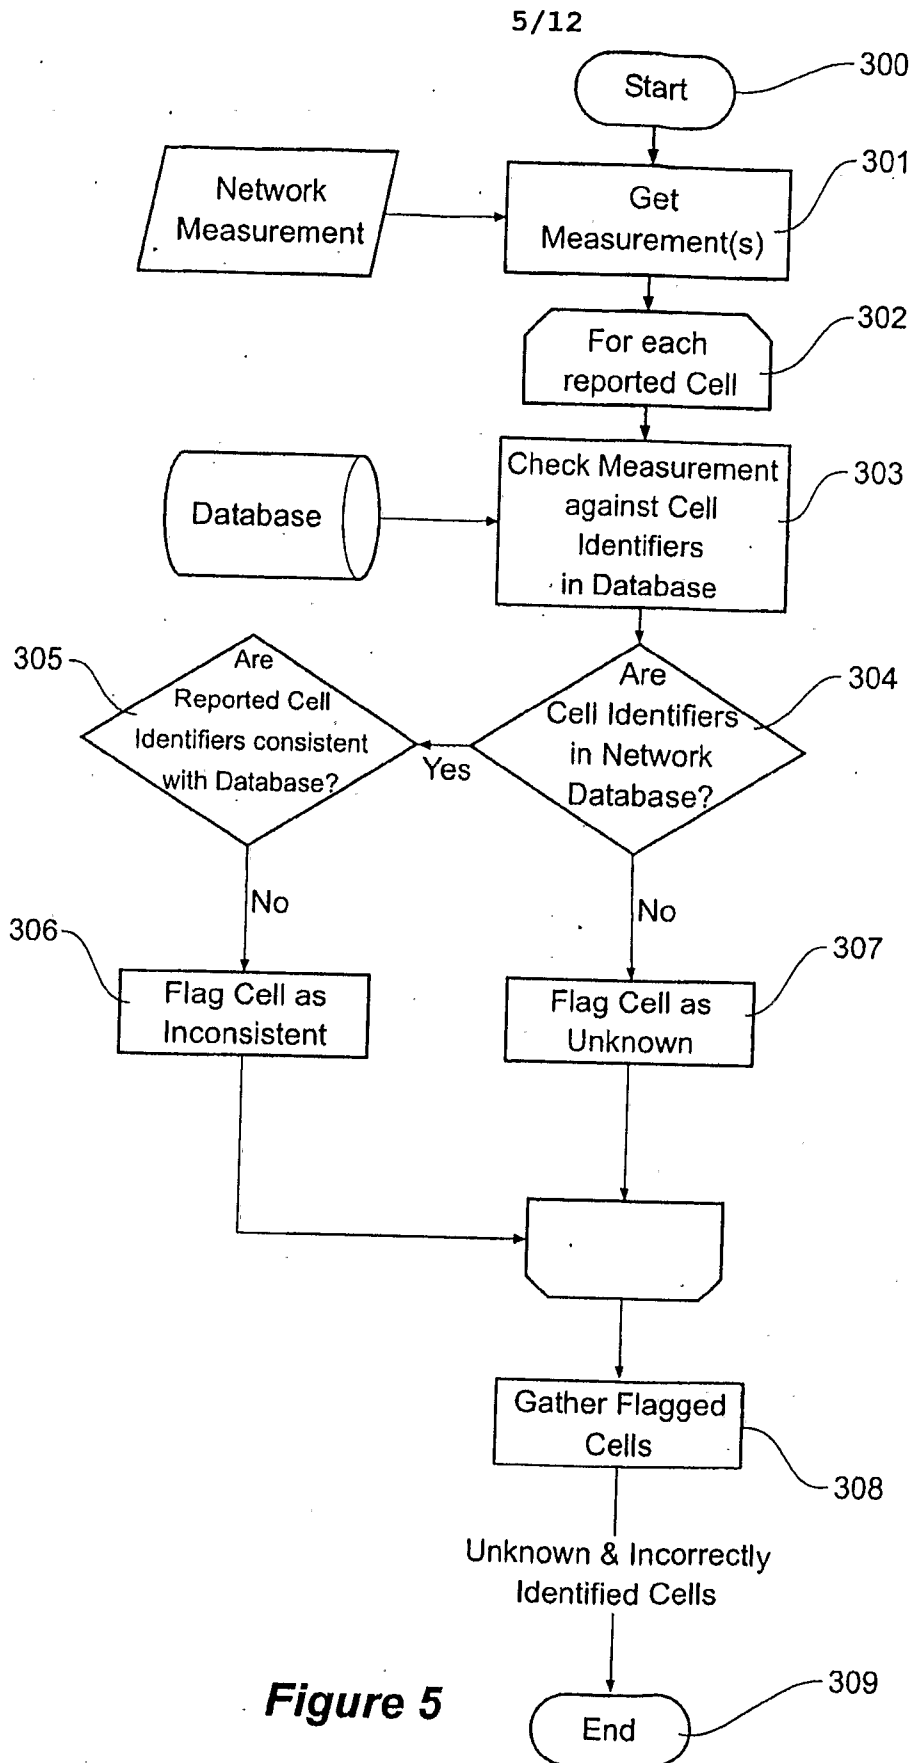 5/12
Start
300
Network
Measurement
Get
Measurement(s)
301
For each
reported Cell
302
Database
Check Measurement
against Cell
Identifiers
in Database
303
305
Are
Reported Cell
Identifiers consistent
with Database?
Yes
Are
Cell Identifiers
in Network
Database?
304
No
No
306
Flag Cell as
Inconsistent
Flag Cell as
Unknown
307
Gather Flagged
Cells
308
Unknown & Incorrectly
Identified Cells
Figure 5
End
309